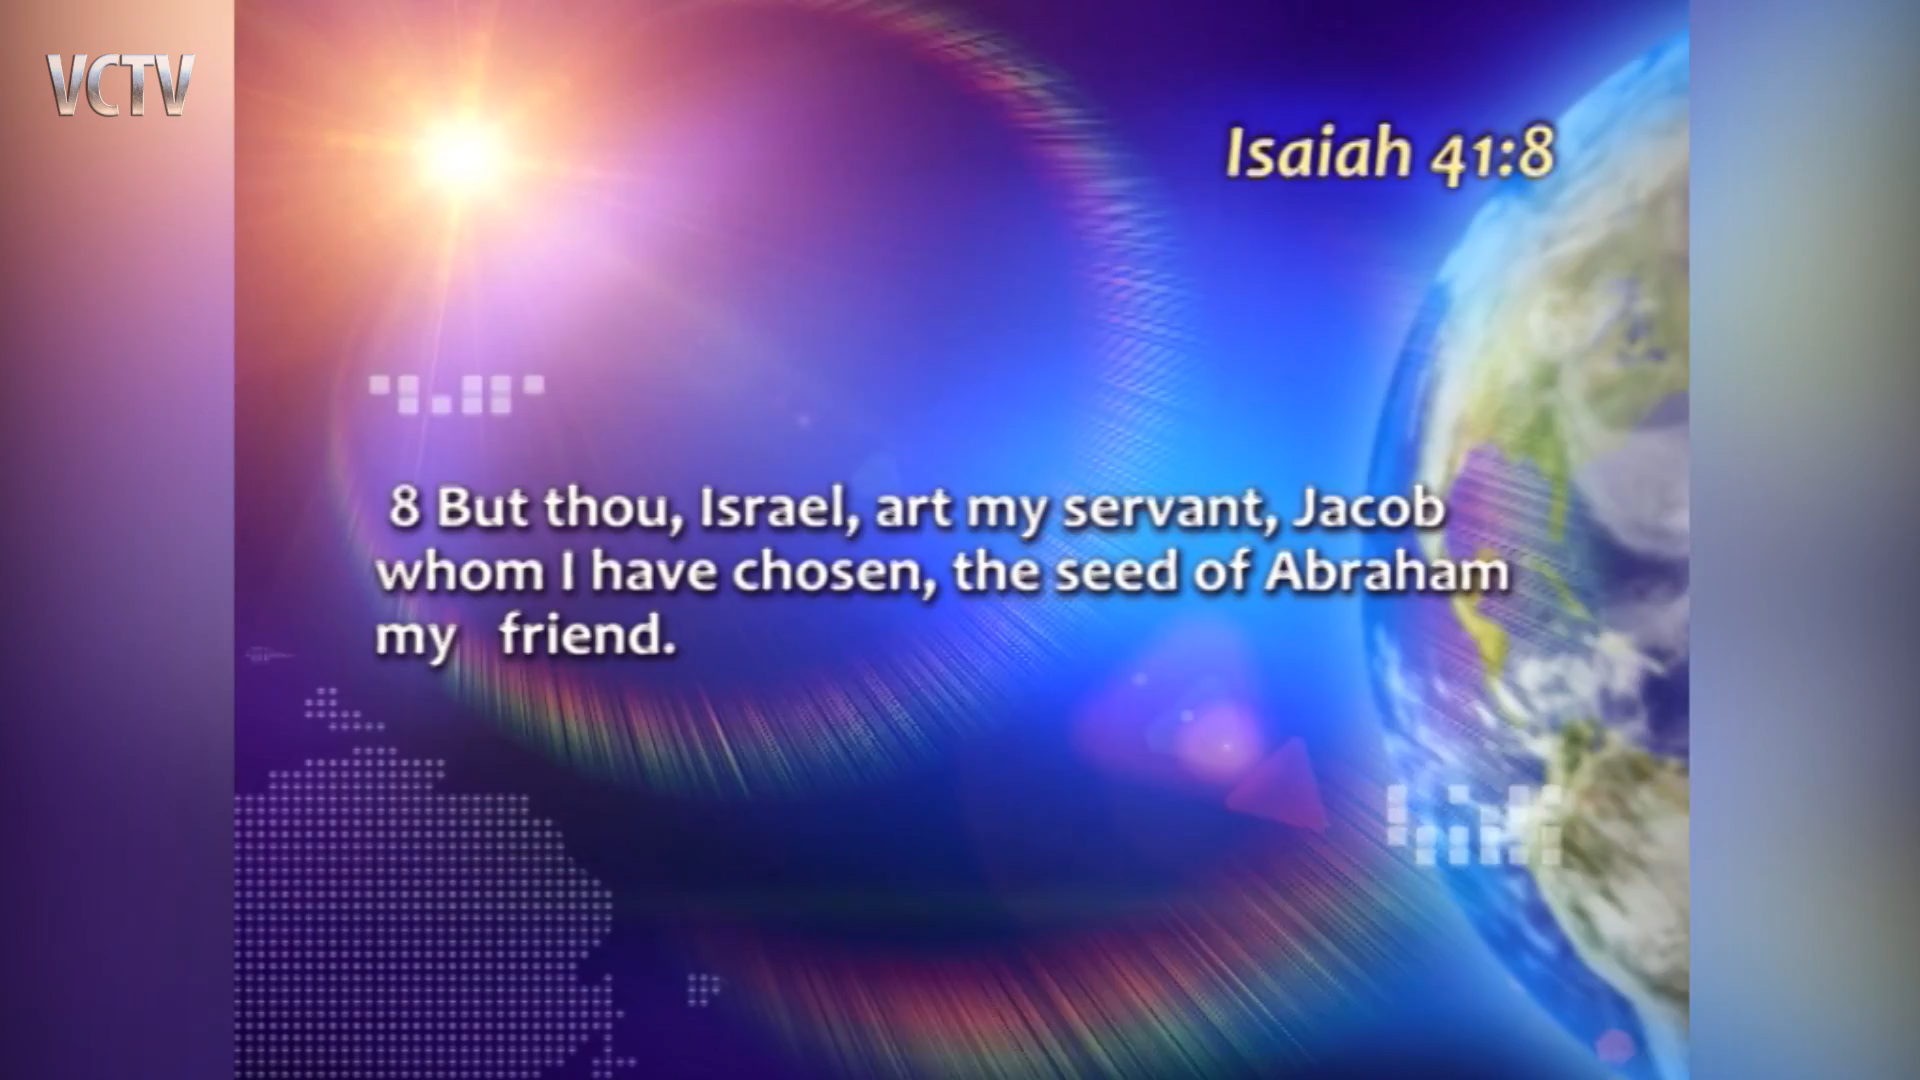 VCTV
Isaiah 41:8
8 But thou, Israel, art my servant, Jacob
whom I have chosen, the seed of Abraham
my friend.